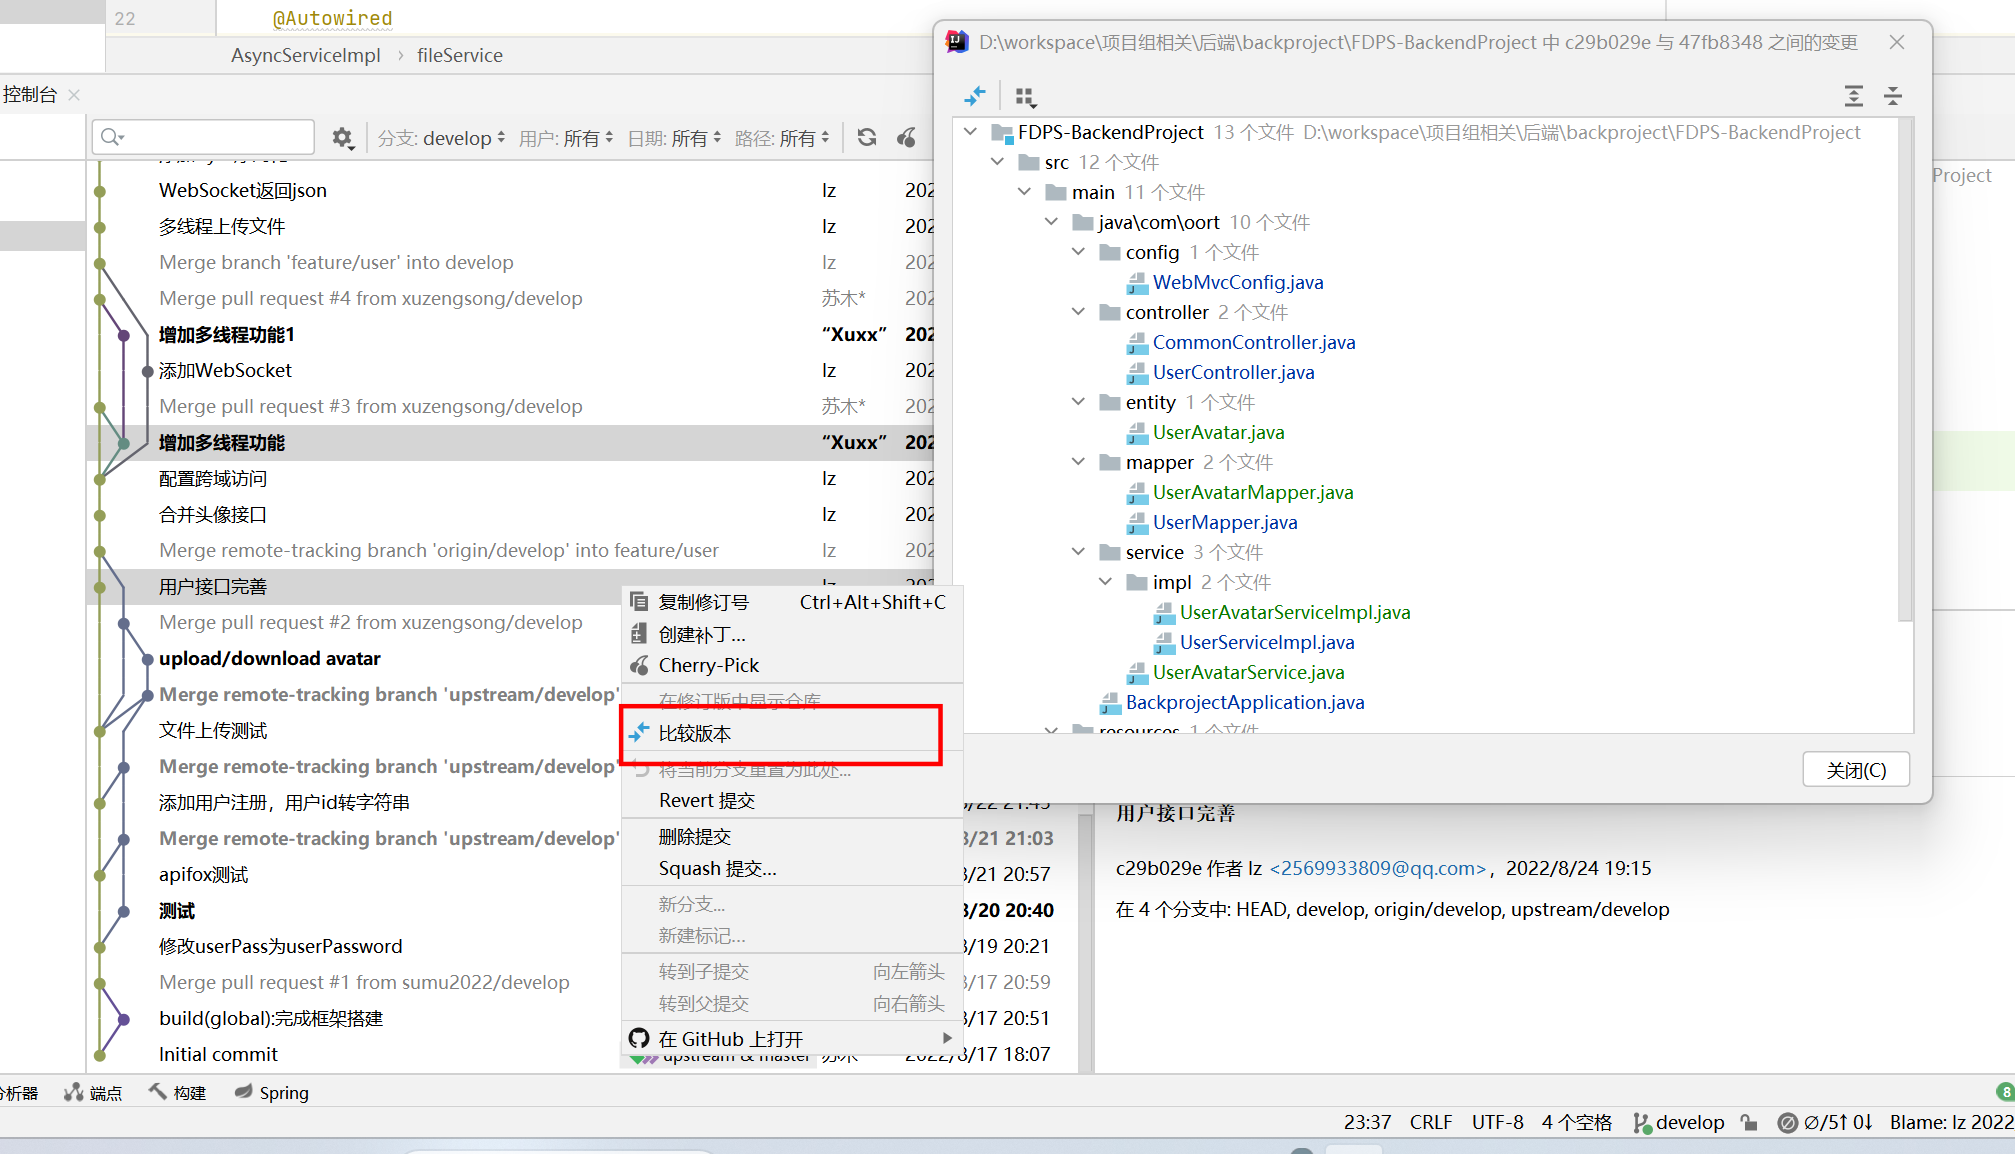 22
@Autowired
AsyncServiceImpl › fileService
控制台
分支: develop 用户: 所有 日期: 所有 路径: 所有
WebSocket返回json lz 202
多线程上传文件 lz 202
Merge branch 'feature/user' into develop lz 202
Merge pull request #4 from xuzengsong/develop 苏木* 202
增加多线程功能1 “Xuxx” 202
添加WebSocket lz 202
Merge pull request #3 from xuzengsong/develop 苏木* 202
增加多线程功能 “Xuxx” 202
配置跨域访问 lz 202
合并头像接口 lz 202
Merge remote-tracking branch 'origin/develop' into feature/user lz 202
用户接口完善 lz 202
Merge pull request #2 from xuzengsong/develop
upload/download avatar
Merge remote-tracking branch 'upstream/develop'
文件上传测试
Merge remote-tracking branch 'upstream/develop'
添加用户注册，用户id转字符串 /22 21:45
Merge remote-tracking branch 'upstream/develop' /21 21:03
apifox测试 /21 20:57
测试 /20 20:40
修改userPass为userPassword /19 20:21
Merge pull request #1 from sumu2022/develop /17 20:59
build(global):完成框架搭建 /17 20:51
Initial commit upstream & master 苏木 2022/8/17 18:07
复制修订号 Ctrl+Alt+Shift+C
创建补丁...
Cherry-Pick
在修订版中显示仓库
比较版本
将当前分支重置为此处...
Revert 提交
删除提交
Squash 提交...
新分支...
新建标记...
转到子提交 向左箭头
转到父提交 向右箭头
在 GitHub 上打开
D:\workspace\项目组相关\后端\backproject\FDPS-BackendProject 中 c29b029e 与 47fb8348 之间的变更
FDPS-BackendProject 13 个文件 D:\workspace\项目组相关\后端\backproject\FDPS-BackendProject
src 12 个文件
main 11 个文件
java\com\oort 10 个文件
config 1 个文件
WebMvcConfig.java
controller 2 个文件
CommonController.java
UserController.java
entity 1 个文件
UserAvatar.java
mapper 2 个文件
UserAvatarMapper.java
UserMapper.java
service 3 个文件
impl 2 个文件
UserAvatarServiceImpl.java
UserServiceImpl.java
UserAvatarService.java
BackprojectApplication.java
resources 1 个文件
关闭(C)
Project
用户接口完善
c29b029e 作者 lz <2569933809@qq.com>，2022/8/24 19:15
在 4 个分支中: HEAD, develop, origin/develop, upstream/develop
分析器 端点 构建 Spring 8
23:37 CRLF UTF-8 4 个空格 develop ∅/5↑ 0↓ Blame: lz 2022